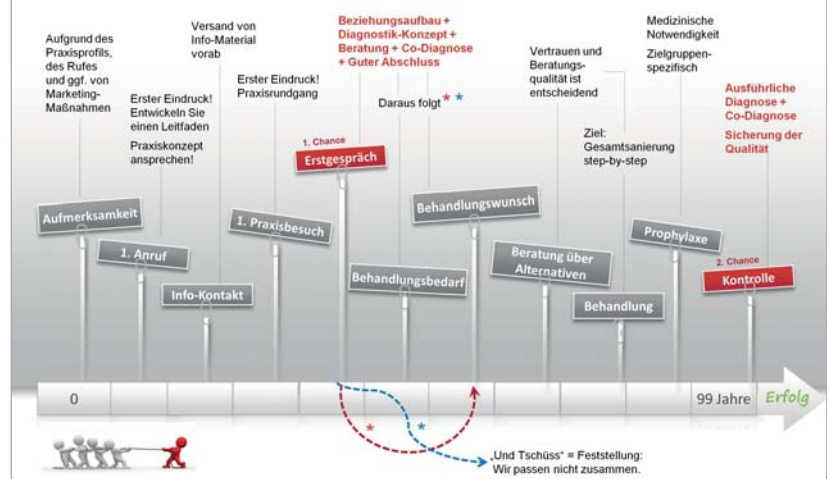 Aufgrund des
Praxisprofils,
des Rufes
und ggf. von
Marketing-
Maßnahmen
Erster Eindruck!
Entwickeln Sie
einen Leitfaden
Praxiskonzept
ansprechen!
Versand von
Info-Material
vorab
Erster Eindruck!
Praxisrundgang
Beziehungsaufbau +
Diagnostik-Konzept +
Beratung + Co-Diagnose
+ Guter Abschluss
Daraus folgt * *
Vertrauen und
Beratungs-
qualität ist
entscheidend
Ziel:
Gesamtsanierung
step-by-step
Medizinische
Notwendigkeit
Zielgruppen-
spezifisch
Ausführliche
Diagnose +
Co-Diagnose
Sicherung der
Qualität
Aufmerksamkeit
1. Anruf
Info-Kontakt
1. Praxisbesuch
1. Chance
Erstgespräch
Behandlungsbedarf
Behandlungswunsch
Beratung über
Alternativen
Behandlung
Prophylaxe
2. Chance
Kontrolle
0
99 Jahre
Erfolg
* *
„Und Tschüss“ = Feststellung:
Wir passen nicht zusammen.